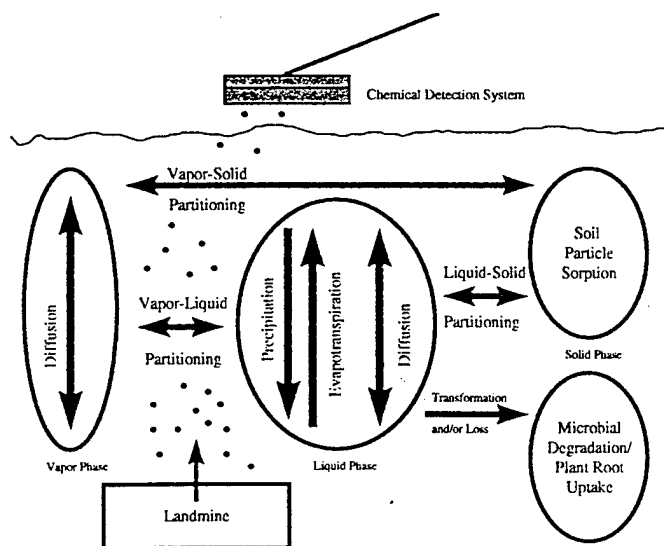 Chemical Detection System
Vapor-Solid
Partitioning
Soil
Particle
Sorption
Solid Phase
Liquid-Solid
Partitioning
Vapor-Liquid
Partitioning
Diffusion
Vapor Phase
Precipitation
Evapotranspiration
Diffusion
Liquid Phase
Transformation
and/or Loss
Microbial
Degradation/
Plant Root
Uptake
Landmine